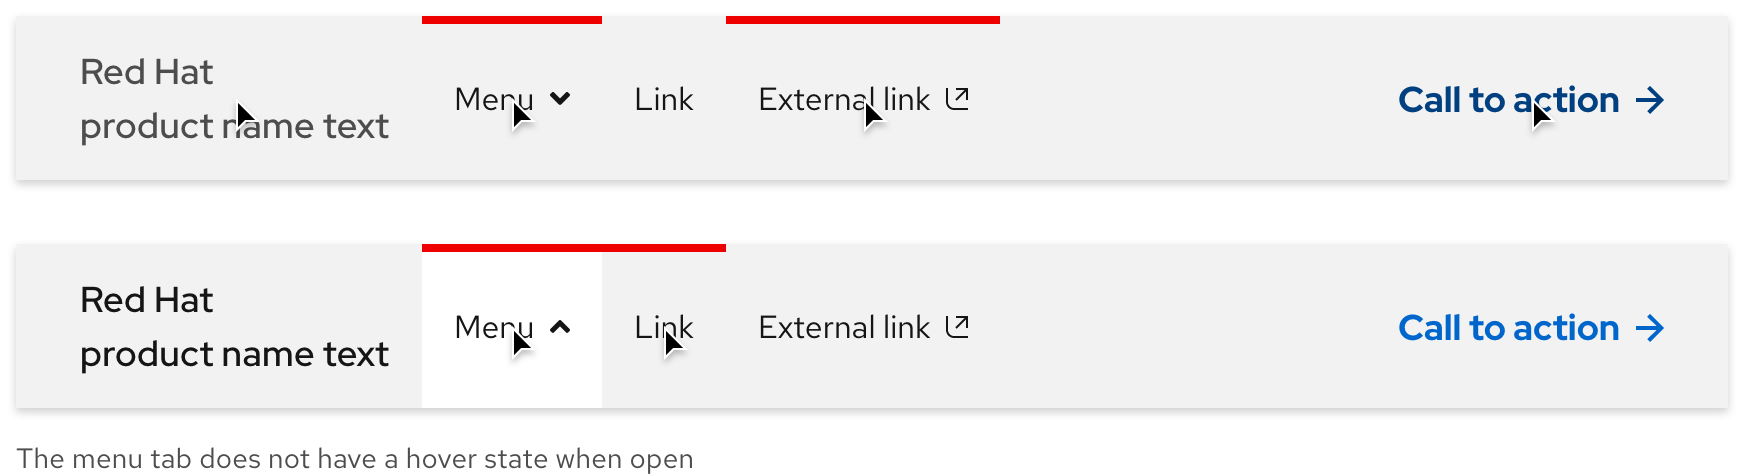 Red Hat
product name text
Menu
Link
External link
Call to action
Red Hat
product name text
Menu
Link
External link
Call to action
The menu tab does not have a hover state when open